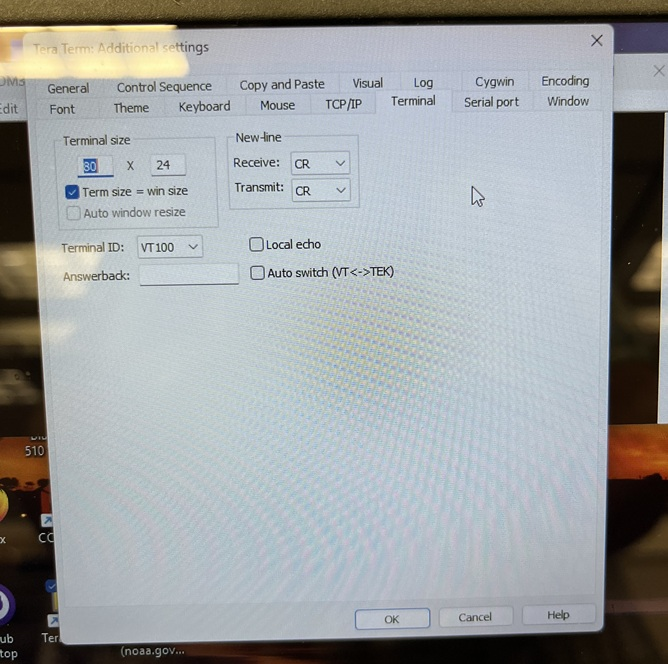 Tera Term: Additional settings
Edit
General Control Sequence Copy and Paste Visual Log Cygwin Encoding
Font Theme Keyboard Mouse TCP/IP Terminal Serial port Window
Terminal size
80 X 24
Term size = win size
Auto window resize
New-line
Receive: CR
Transmit: CR
Terminal ID: VT100
Local echo
Answerback:
Auto switch (VT<->TEK)
510
OK Cancel Help
(noaa.gov...